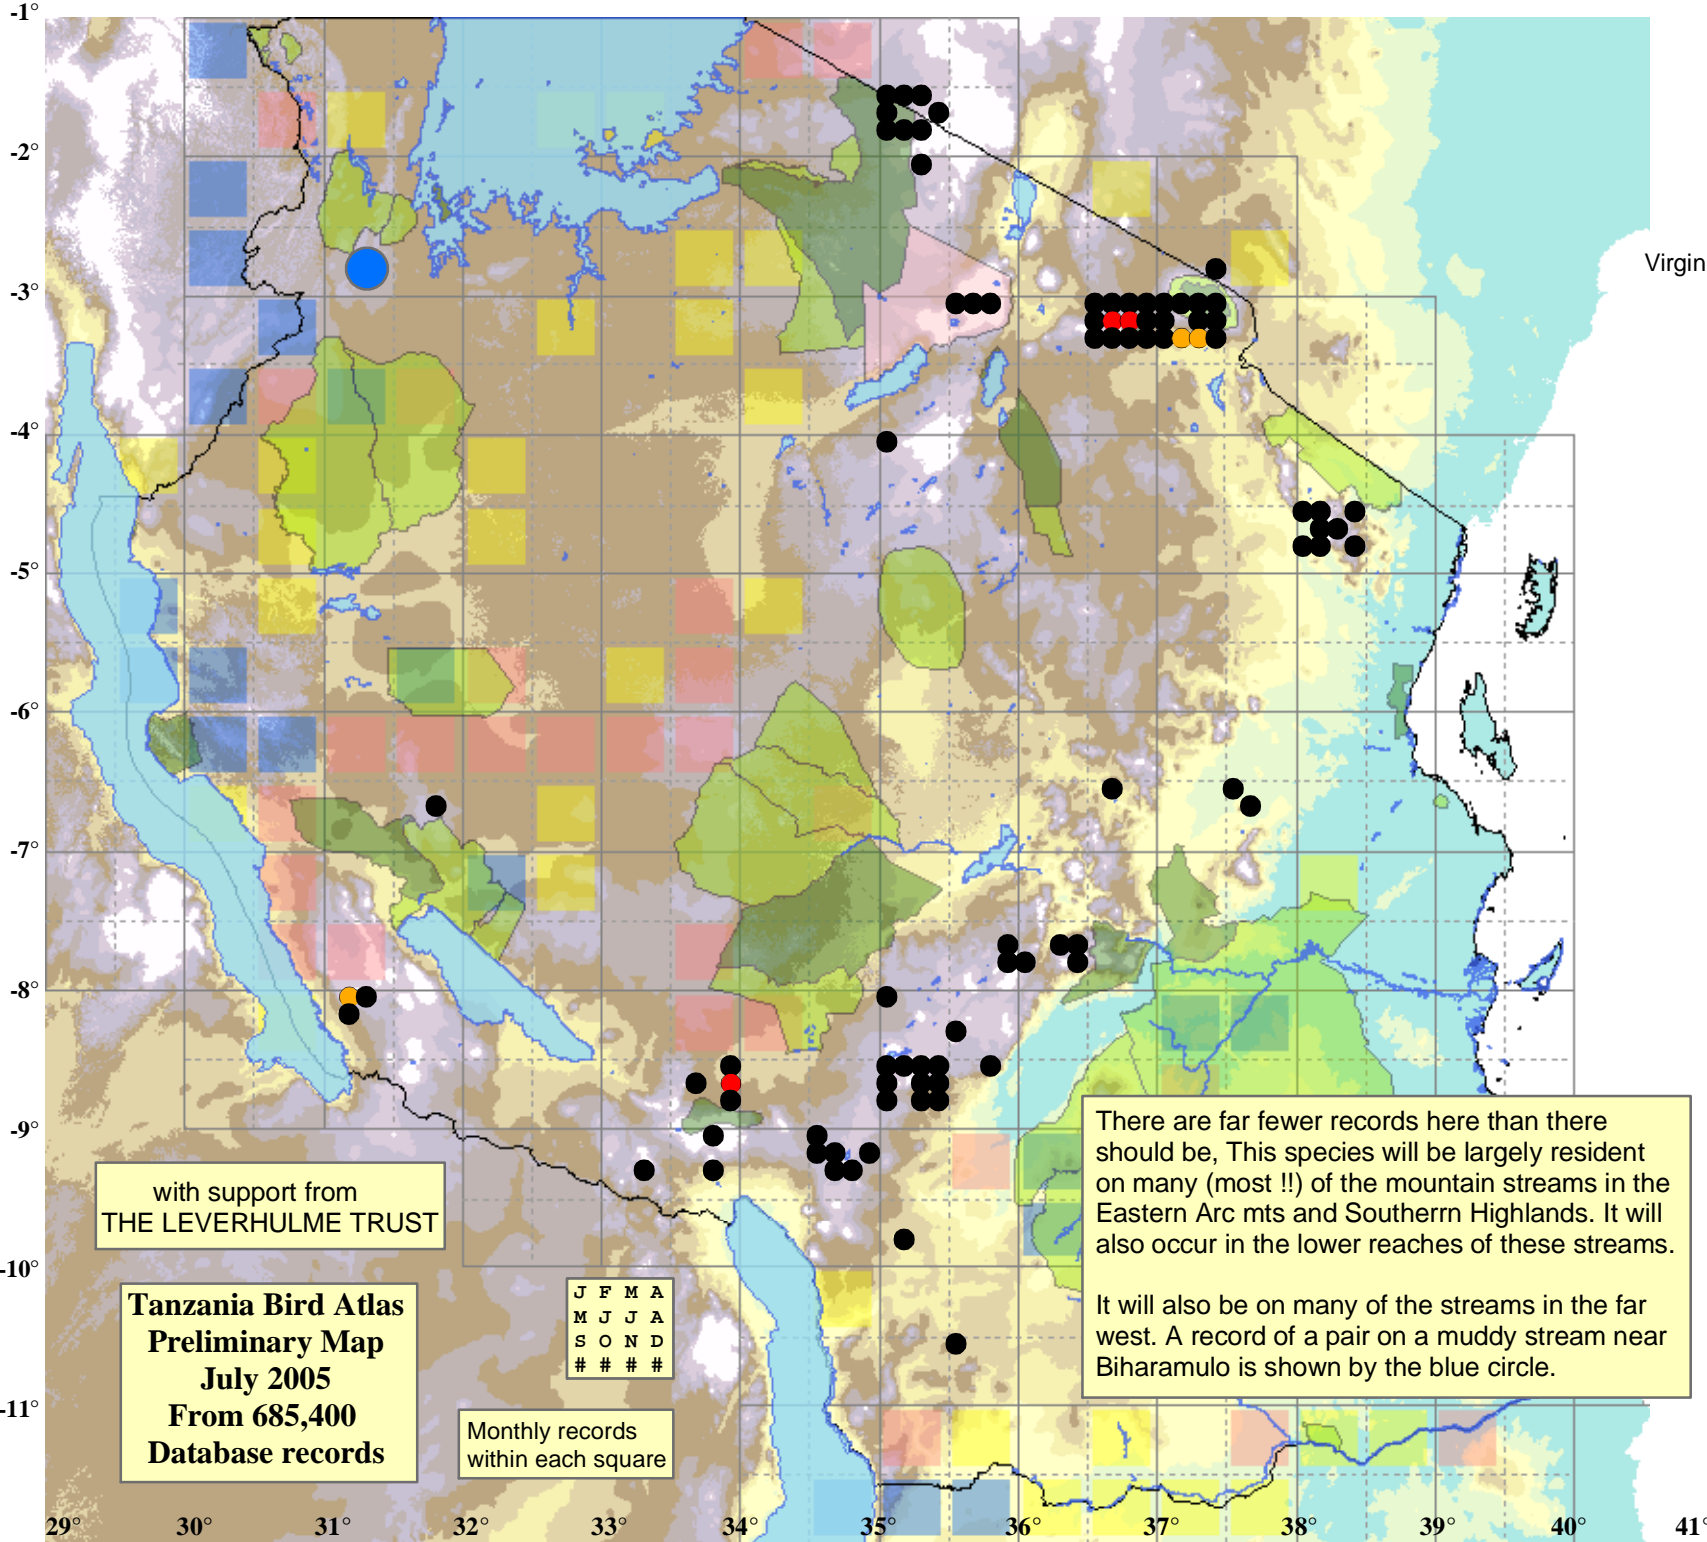 -1°
-2°
Virgin
-3°
-4°
-5°
-6°
-7°
-8°
-9°
There are far fewer records here than there
should be, This species will be largely resident
on many (most !!) of the mountain streams in the
Eastern Arc mts and Southerrn Highlands. It will
also occur in the lower reaches of these streams.
It will also be on many of the streams in the far
west. A record of a pair on a muddy stream near
Biharamulo is shown by the blue circle.
with support from
THE LEVERHULME TRUST
-10°
Tanzania Bird Atlas
Preliminary Map
July 2005
From 685,400
Database records
J F M A
M J J A
S O N D
# # # #
Monthly records
within each square
-11°
29° 30° 31° 32° 33° 34° 35° 36° 37° 38° 39° 40° 41°